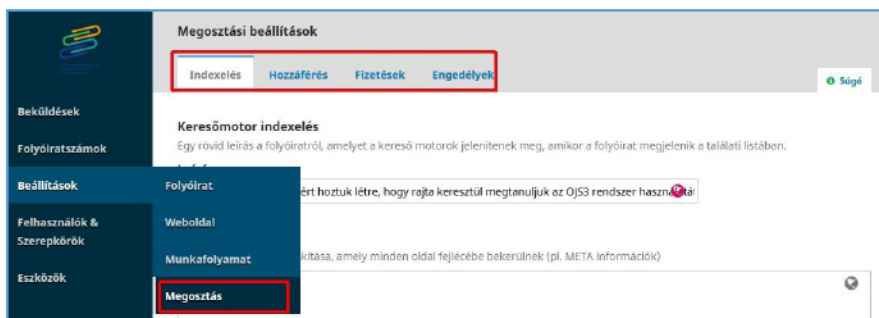 Megosztási beállítások
Indexelés Hozzáférés Fizetések Engedélyek
Súgó
Beküldések
Folyóiratszámok
Beállítások
Felhasználók &
Szerepkörök
Eszközök
Folyóirat
Weboldal
Munkafolyamat
Megosztás
Keresőmotor indexelés
Egy rövid leírás a folyóiratról, amelyet a kereső motorok jelenítenek meg, amikor a folyóirat megjelenik a találati listában.
ért hoztuk létre, hogy rajta keresztül megtanuljuk az OJS3 rendszer
kítása, amely minden oldal fejlécébe bekerülnek (pl. META információk)